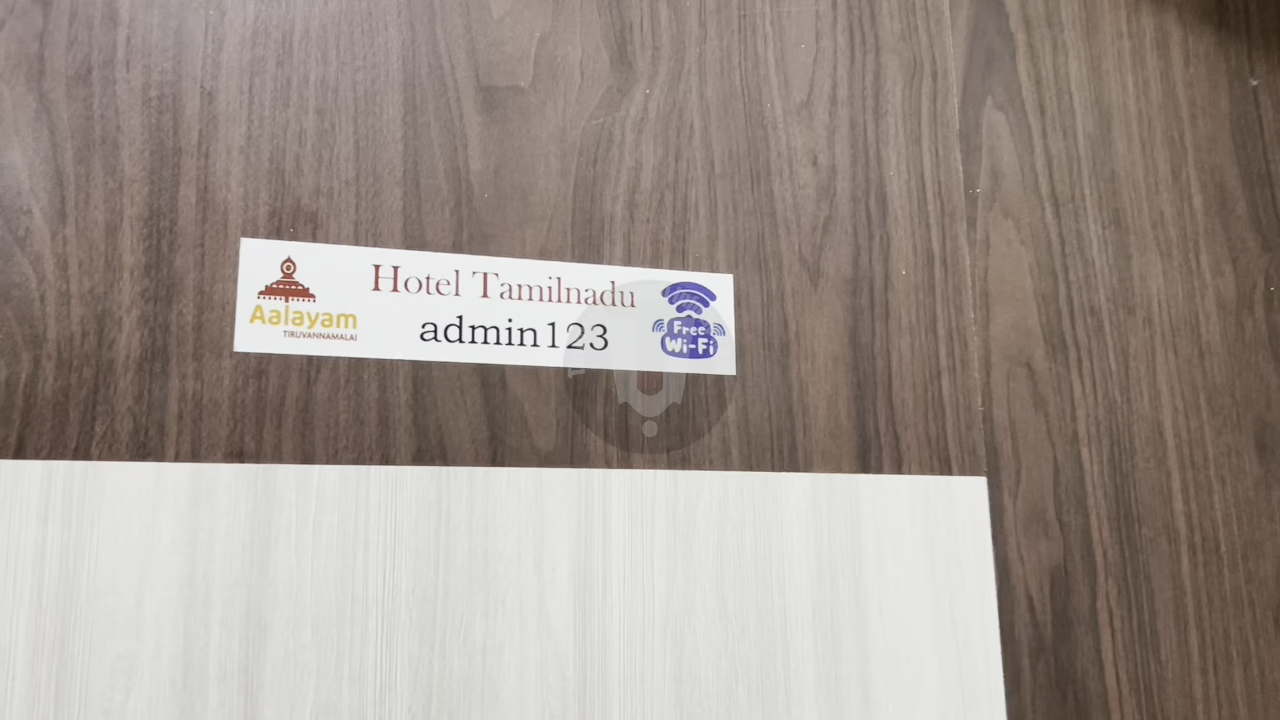 Hotel Tamilnadu
admin123
Aalayam
TIRUVANNAMALAI
Free
Wi-Fi